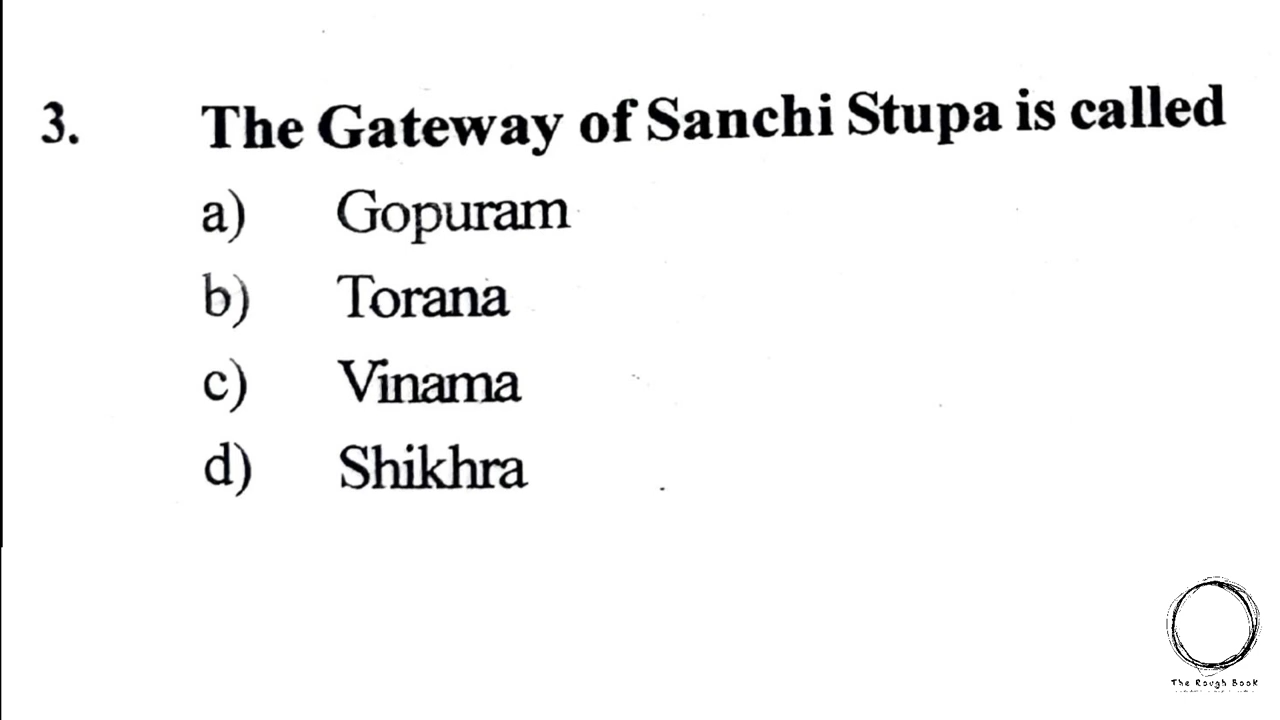 3. The Gateway of Sanchi Stupa is called
a) Gopuram
b) Torana
c) Vinama
d) Shikhra
The Rough Book